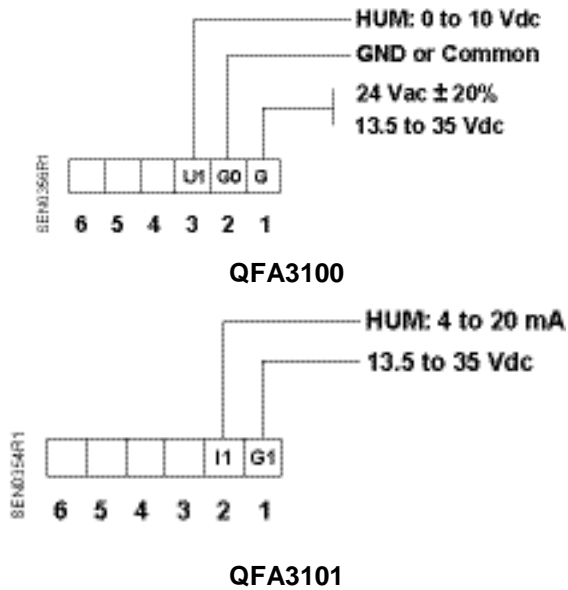 HUM: 0 to 10 Vdc
GND or Common
24 Vac ± 20%
13.5 to 35 Vdc
SEN0356R1
U1 G0 G
6 5 4 3 2 1
QFA3100
HUM: 4 to 20 mA
13.5 to 35 Vdc
SEN0354R1
I1 G1
6 5 4 3 2 1
QFA3101